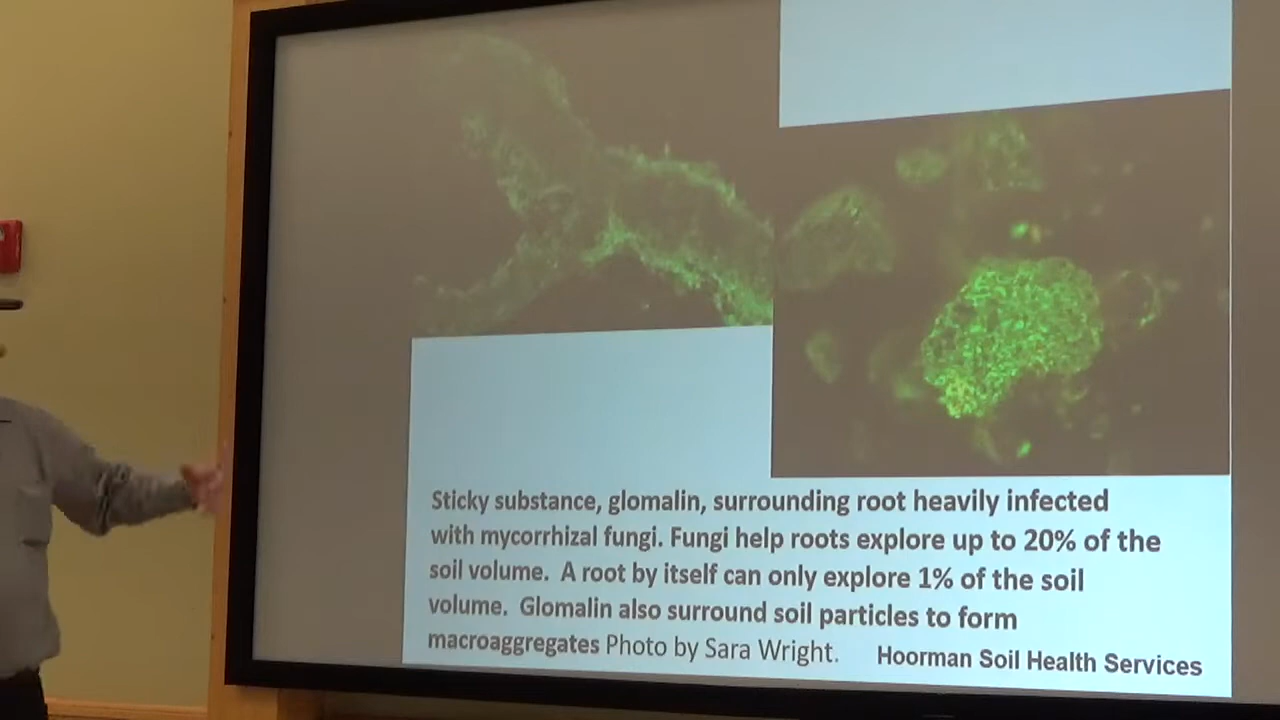 Sticky substance, glomalin, surrounding root heavily infected
with mycorrhizal fungi. Fungi help roots explore up to 20% of the
soil volume.  A root by itself can only explore 1% of the soil
volume.  Glomalin also surround soil particles to form
macroaggregates Photo by Sara Wright.
Hoorman Soil Health Services